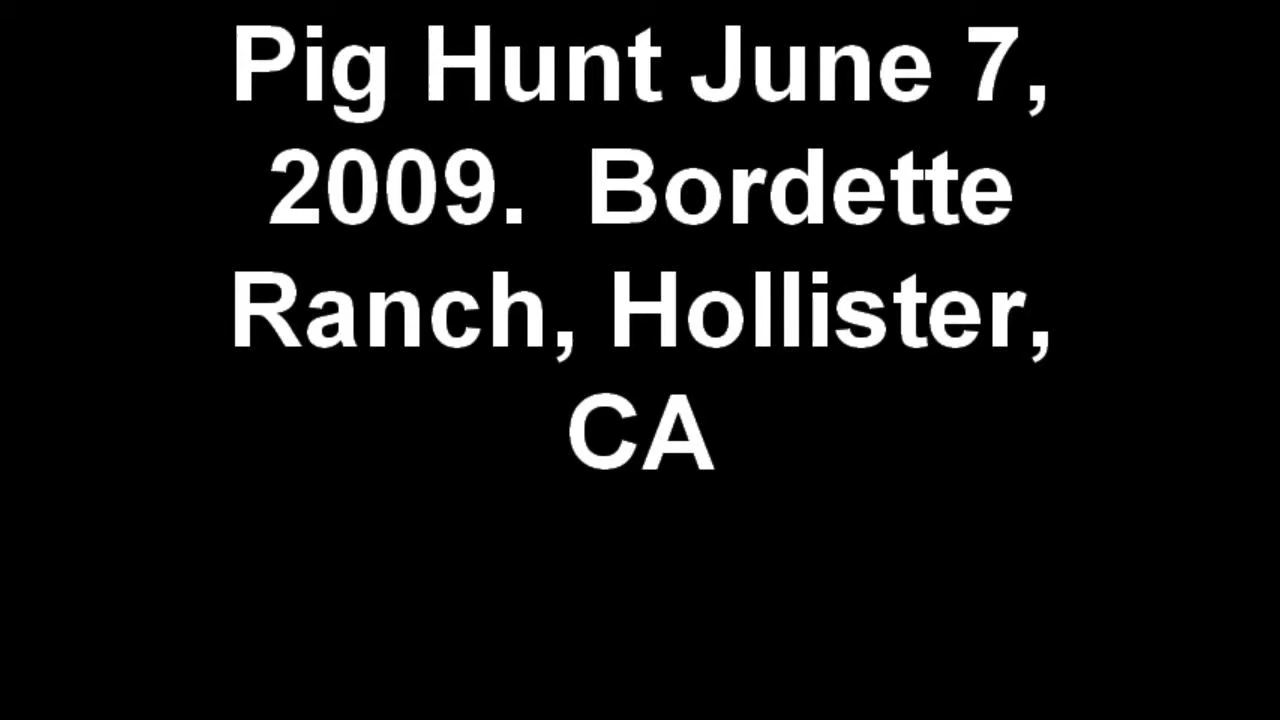 Pig Hunt June 7,
2009.  Bordette
Ranch, Hollister,
CA